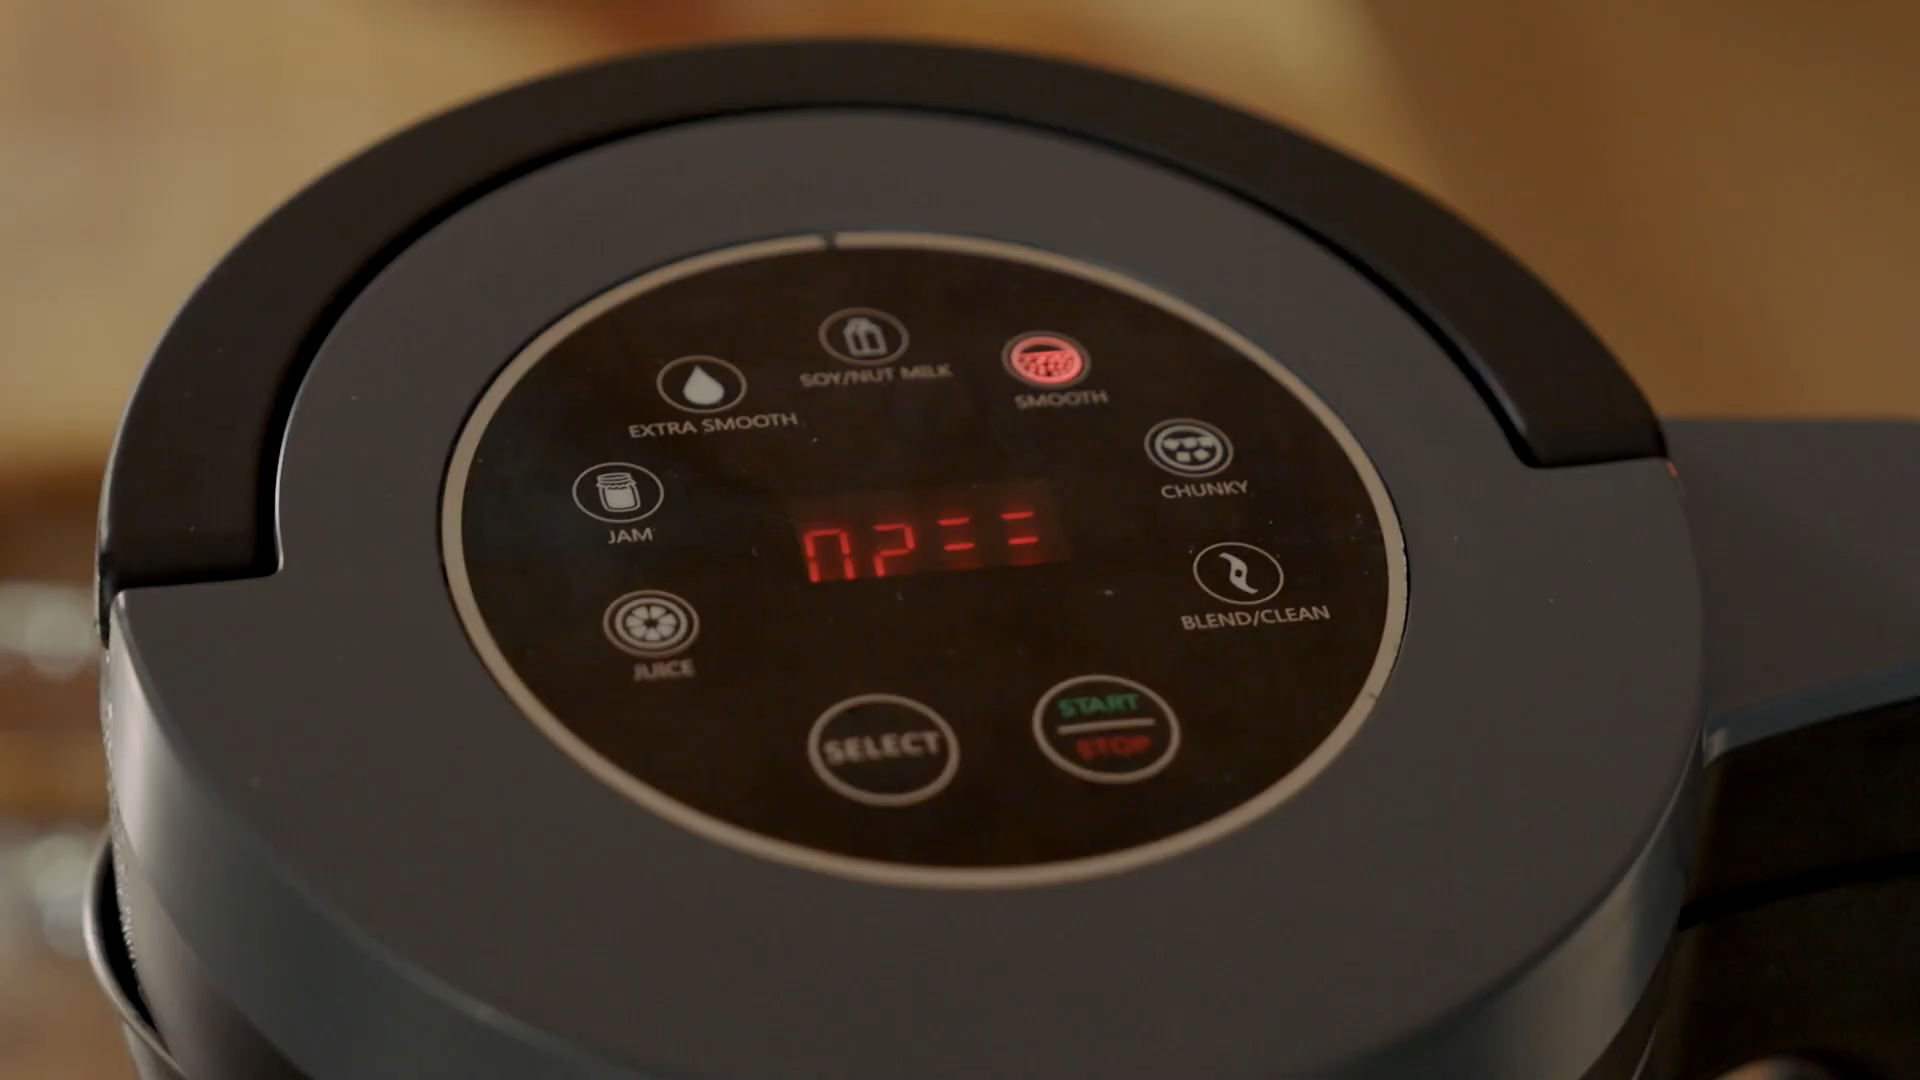 SOY/NUT MILK
EXTRA SMOOTH
SMOOTH
JAM
CHUNKY
JUICE
BLEND/CLEAN
SELECT
START
STOP